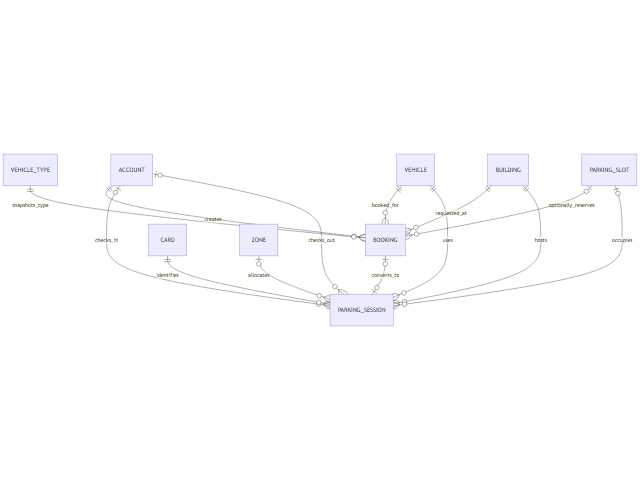 VEHICLE_TYPE
ACCOUNT
VEHICLE
BUILDING
PARKING_SLOT
snapshots_type
booked_for
optionally_reserves
requested_at
creates
checks_in
CARD
ZONE
checks_out
BOOKING
uses
hosts
occupies
identifies
allocates
converts_to
PARKING_SESSION